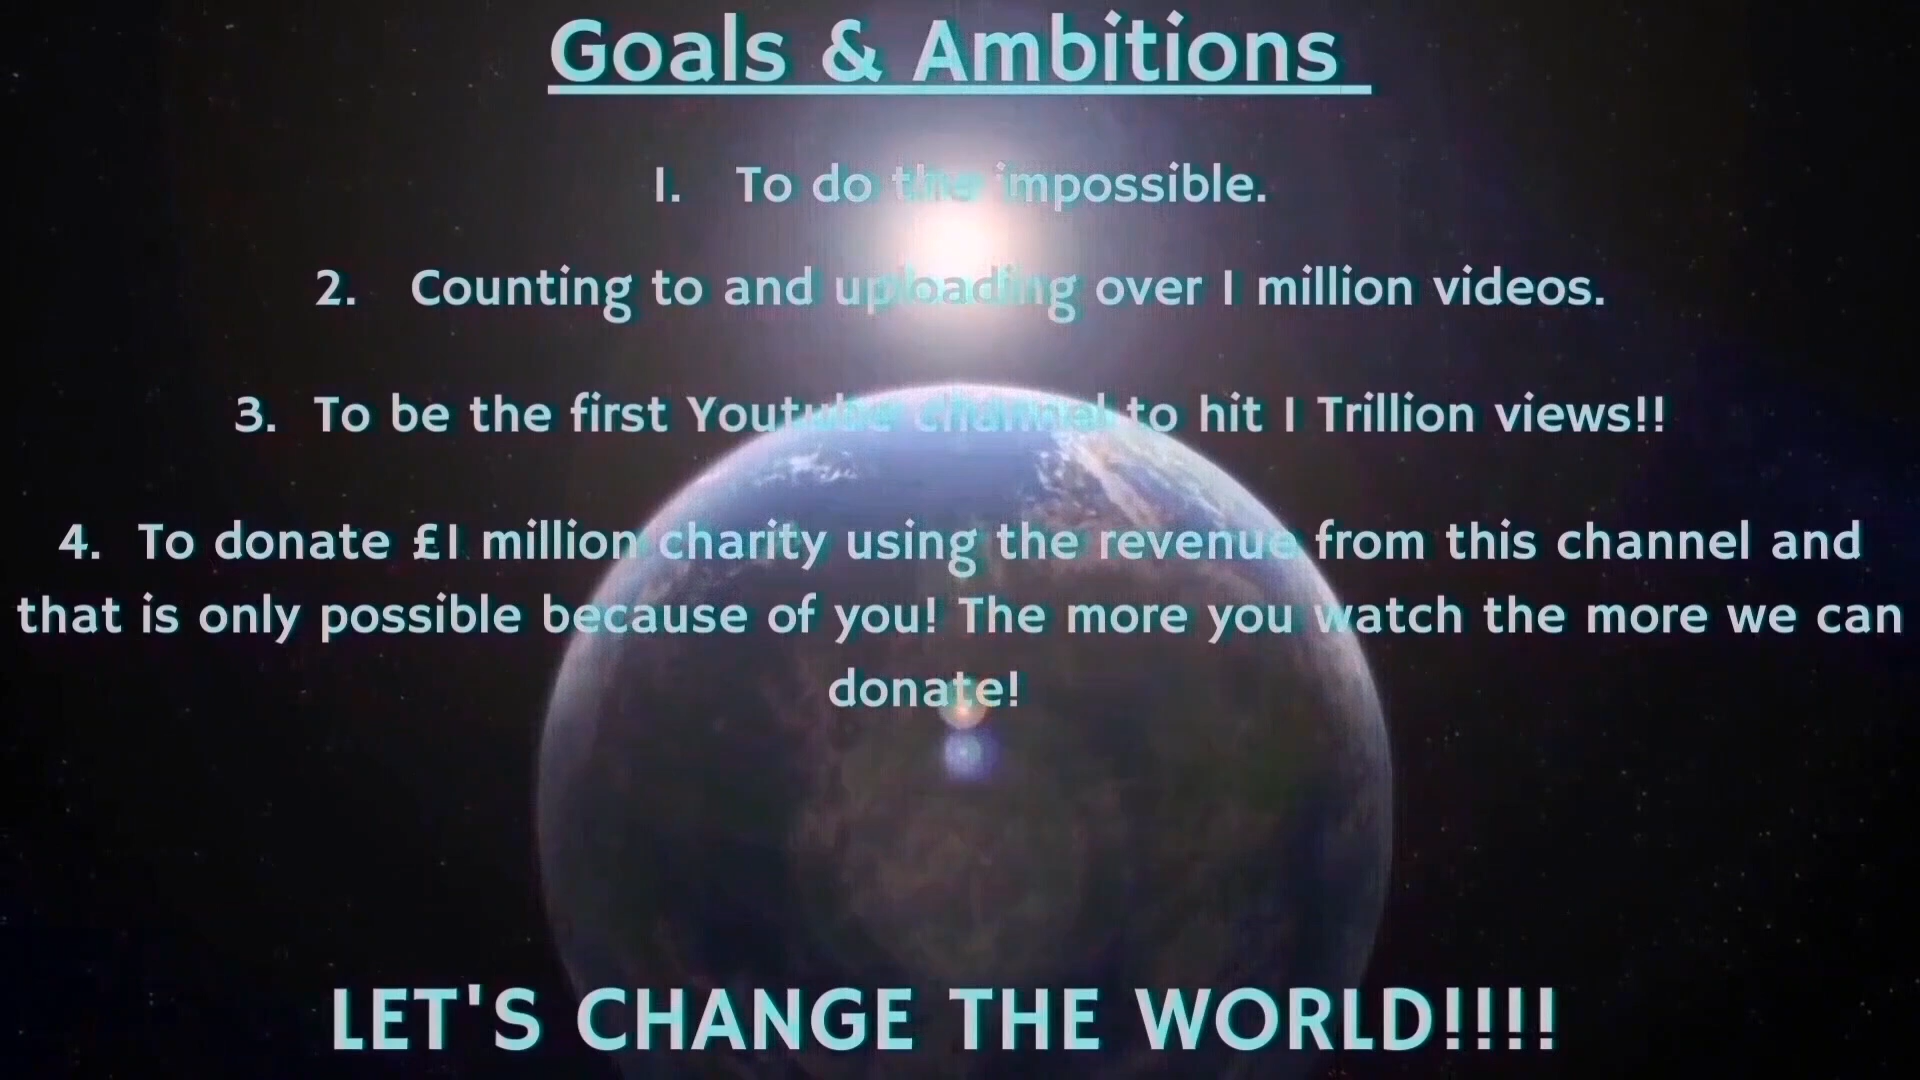 Goals & Ambitions
1. To do the impossible.
2. Counting to and uploading over 1 million videos.
3. To be the first Youtube channel to hit 1 Trillion views!!
4. To donate £1 million charity using the revenue from this channel and
that is only possible because of you! The more you watch the more we can
donate!
LET'S CHANGE THE WORLD!!!!